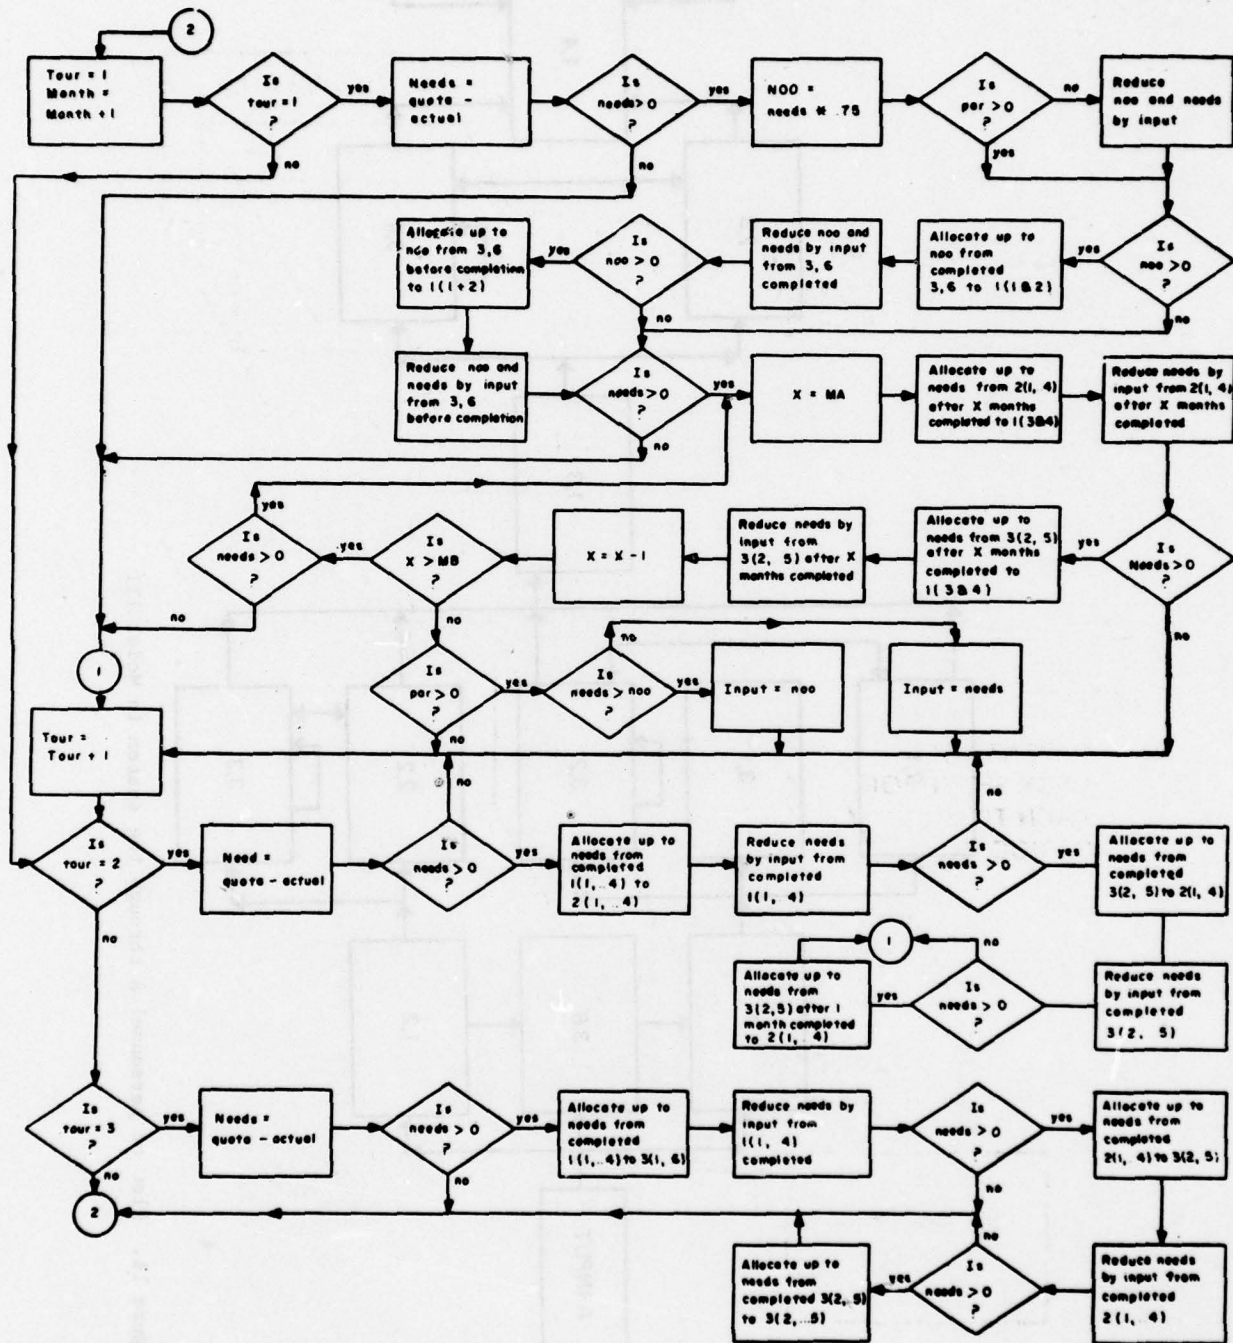 2
Tour = 1
Month =
Month + 1
Is
tour = 1
?
yes
no
Needs =
quota -
actual
Is
needs > 0
?
yes
no
NOO =
needs * .75
Is
par > 0
?
no
yes
Reduce
noo and needs
by input
Allocate up to
noo from 3,6
before completion
to 1(1+2)
yes
Is
noo > 0
?
no
Reduce noo and
needs by input
from 3, 6
completed
Allocate up to
noo from
completed
3,6 to 1(1&2)
yes
Is
noo > 0
?
no
Reduce noo and
needs by input
from 3,6
before completion
Is
needs > 0
?
yes
no
X = MA
Allocate up to
needs from 2(1, 4)
after X months
completed to 1(3&4)
Reduce needs by
input from 2(1, 4)
after X months
completed
yes
Is
needs > 0
?
no
yes
Is
X > MB
?
no
X = X - 1
Reduce needs by
input from
3(2, 5) after X
months completed
Allocate up to
needs from 3(2, 5)
after X months
completed to
1(3&4)
yes
Is
Needs > 0
?
no
1
Is
par > 0
?
yes
no
Is
needs > noo
?
no
yes
Input = noo
Input = needs
Tour =
Tour + 1
Is
tour = 2
?
yes
no
Need =
quota - actual
no
Is
needs > 0
?
yes
Allocate up to
needs from
completed
1(1, ..4) to
2(1, ..4)
Reduce needs
by input from
completed
1(1, 4)
no
Is
needs > 0
?
yes
Allocate up to
needs from
completed
3(2, 5) to 2(1, 4)
1
no
Allocate up to
needs from
3(2,5) after 1
month completed
to 2(1, ..4)
yes
Is
needs > 0
?
Reduce needs
by input from
completed
3(2, 5)
Is
tour = 3
?
yes
no
Needs =
quota - actual
Is
needs > 0
?
yes
no
Allocate up to
needs from
completed
1(1, ..4) to 3(1, 6)
Reduce needs by
input from
1(1, 4)
completed
Is
needs > 0
?
yes
no
Allocate up to
needs from
completed
2(1, ..4) to 3(2, 5)
2
no
Allocate up to
needs from
completed 3(2, 5)
to 3(2, ...5)
yes
Is
needs > 0
?
Reduce needs
by input from
completed
2(1, 4)